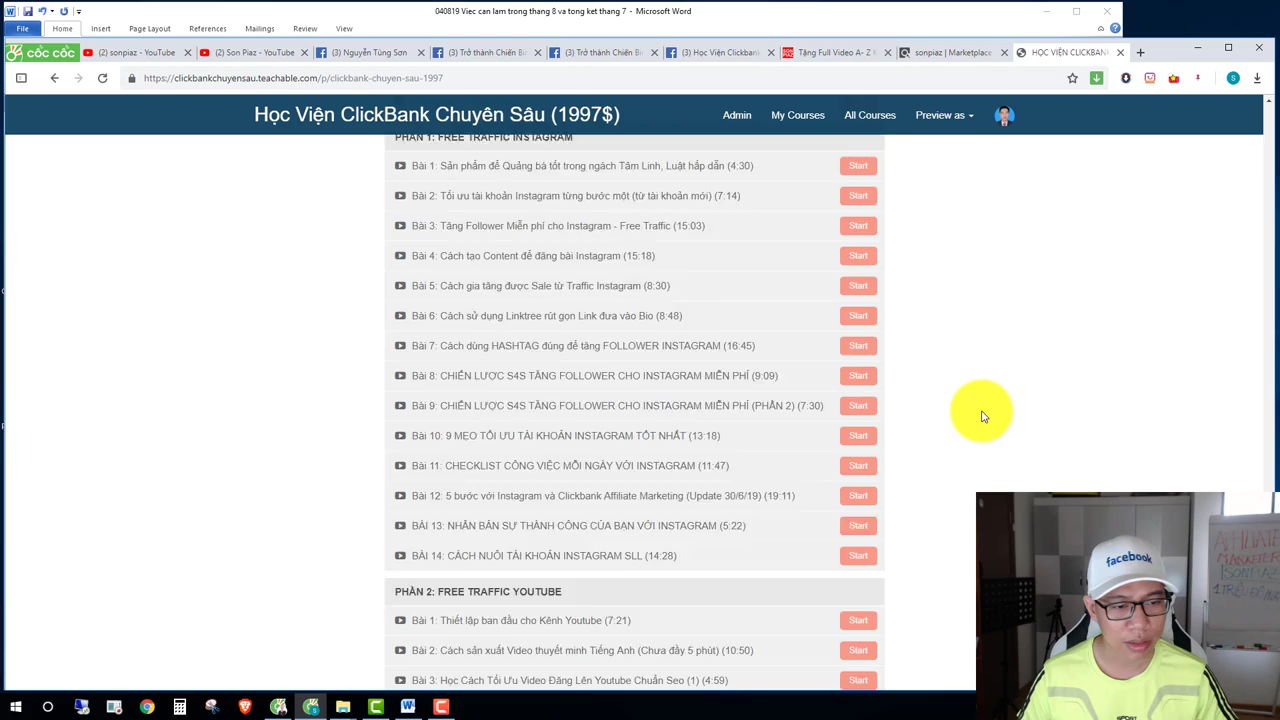 040819 Viec can lam trong thang 8 va tong ket thang 7 - Microsoft Word
File Home Insert Page Layout References Mailings Review View
CỐC CỐC (2) sonpiaz - YouTube (2) Son Piaz - YouTube (3) Nguyễn Tùng Sơn (3) Trở thành Chiến Bi (3) Trở thành Chiến Bi (3) Học Viện Sale Affilia Tặng Full Video A- Z K sonpiaz | Marketplace HỌC VIỆN CLICKBANK
https://clickbankchuyensau.teachable.com/p/clickbank-chuyen-sau-1997
Học Viện ClickBank Chuyên Sâu (1997$) Admin My Courses All Courses Preview as
PHẦN 1: FREE TRAFFIC INSTAGRAM
Bài 1: Sản phẩm để Quảng bá tốt trong ngách Tâm Linh, Luật hấp dẫn (4:30) Start
Bài 2: Tối ưu tài khoản Instagram từng bước một (từ tài khoản mới) (7:14) Start
Bài 3: Tăng Follower Miễn phí cho Instagram - Free Traffic (15:03) Start
Bài 4: Cách tạo Content để đăng bài Instagram (15:18) Start
Bài 5: Cách gia tăng được Sale từ Traffic Instagram (8:30) Start
Bài 6: Cách sử dụng Linktree rút gọn Link đưa vào Bio (8:48) Start
Bài 7: Cách dùng HASHTAG đúng để tăng FOLLOWER INSTAGRAM (16:45) Start
Bài 8: CHIẾN LƯỢC S4S TĂNG FOLLOWER CHO INSTAGRAM MIỄN PHÍ (9:09) Start
Bài 9: CHIẾN LƯỢC S4S TĂNG FOLLOWER CHO INSTAGRAM MIỄN PHÍ (PHẦN 2) (7:30) Start
Bài 10: 9 MẸO TỐI ƯU TÀI KHOẢN INSTAGRAM TỐT NHẤT (13:18) Start
Bài 11: CHECKLIST CÔNG VIỆC MỖI NGÀY VỚI INSTAGRAM (11:47) Start
Bài 12: 5 bước với Instagram và Clickbank Affiliate Marketing (Update 30/6/19) (19:11) Start
BÀI 13: NHÂN BẢN SỰ THÀNH CÔNG CỦA BẠN VỚI INSTAGRAM (5:22) Start
BÀI 14: CÁCH NUÔI TÀI KHOẢN INSTAGRAM SLL (14:28) Start
PHẦN 2: FREE TRAFFIC YOUTUBE
Bài 1: Thiết lập ban đầu cho Kênh Youtube (7:21) Start
Bài 2: Cách sản xuất Video thuyết minh Tiếng Anh (Chưa đầy 5 phút) (10:50) Start
Bài 3: Học Cách Tối Ưu Video Đăng Lên Youtube Chuẩn Seo (1) (4:59) Start
facebook
AFFILIATE